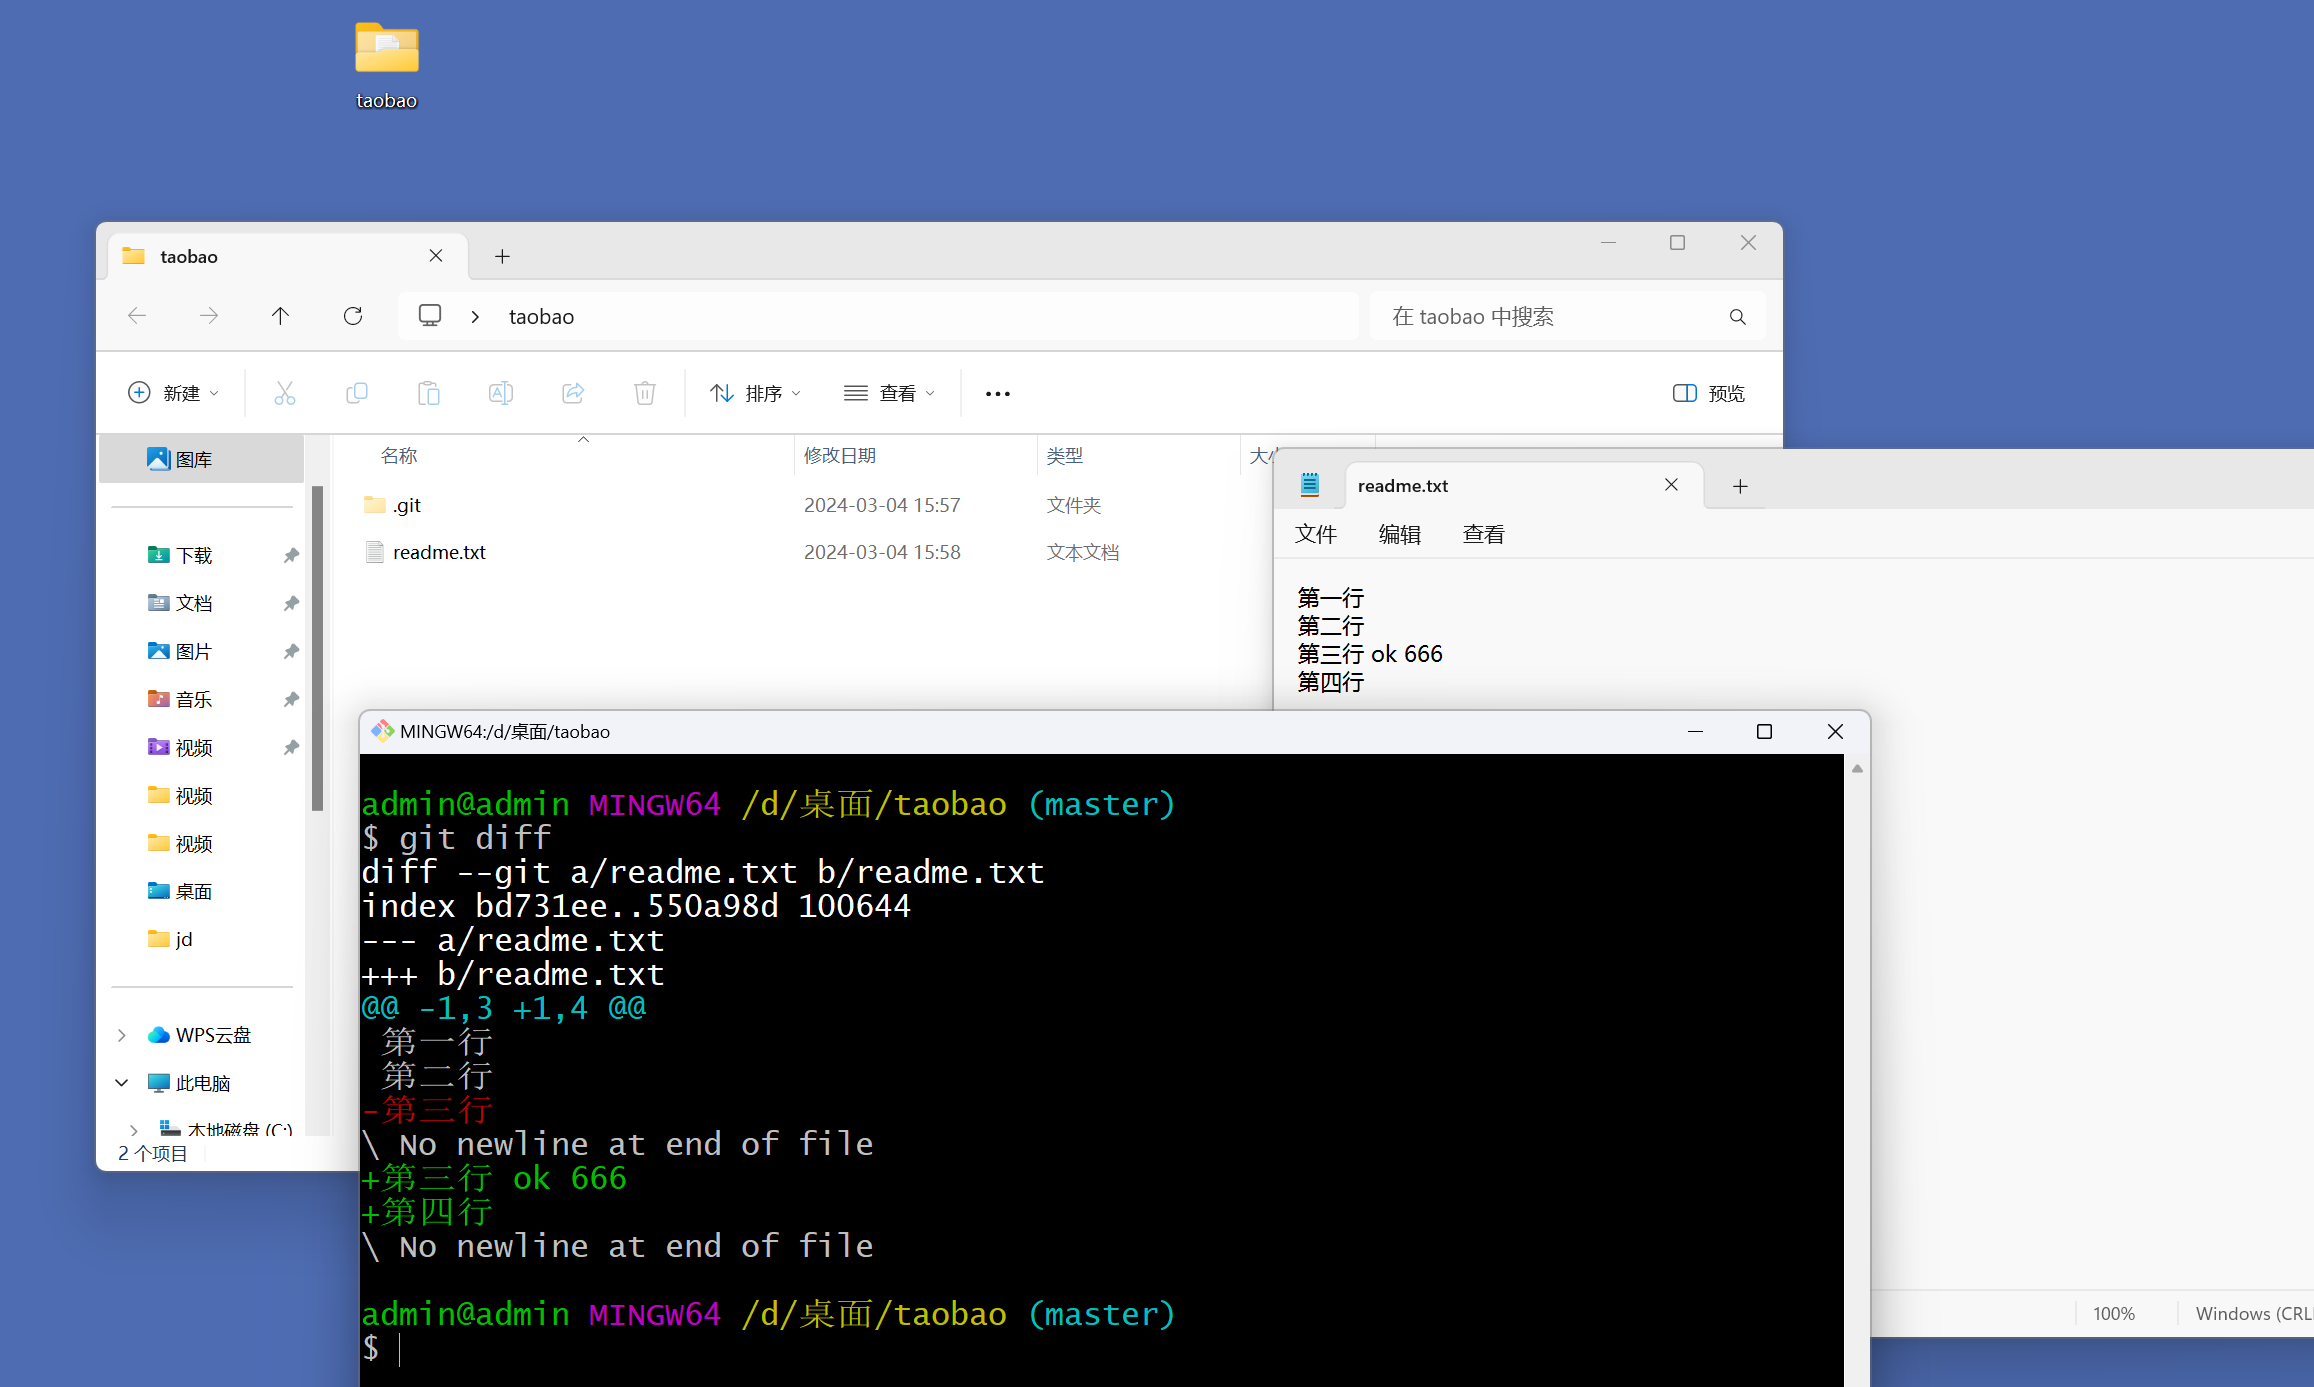 taobao
taobao
taobao
在 taobao 中搜索
新建
排序
查看
预览
图库
下载
文档
图片
音乐
视频
视频
视频
桌面
jd
WPS云盘
此电脑
本地磁盘 (C:)
2 个项目
名称 修改日期 类型
.git 2024-03-04 15:57 文件夹
readme.txt 2024-03-04 15:58 文本文档
readme.txt
文件 编辑 查看
第一行
第二行
第三行 ok 666
第四行
100% Windows (CRL
MINGW64:/d/桌面/taobao
admin@admin MINGW64 /d/桌面/taobao (master)
$ git diff
diff --git a/readme.txt b/readme.txt
index bd731ee..550a98d 100644
--- a/readme.txt
+++ b/readme.txt
@@ -1,3 +1,4 @@
 第一行
 第二行
-第三行
\ No newline at end of file
+第三行 ok 666
+第四行
\ No newline at end of file
admin@admin MINGW64 /d/桌面/taobao (master)
$